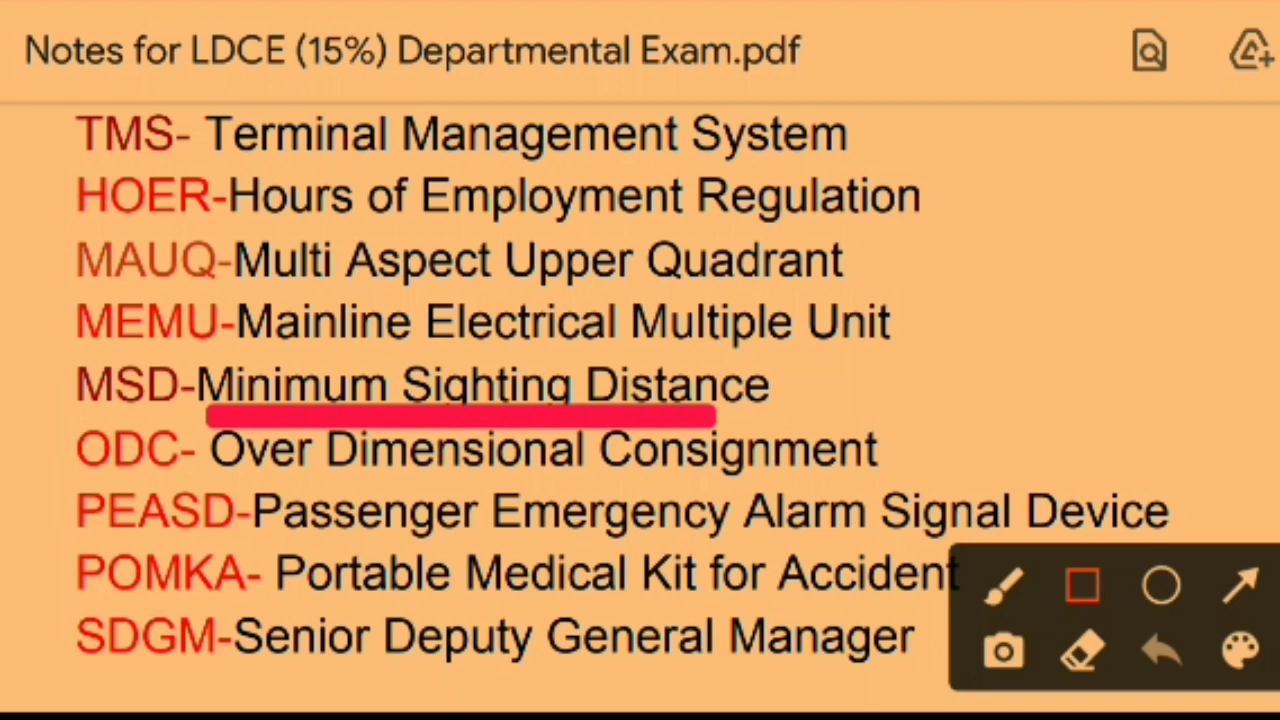 Notes for LDCE (15%) Departmental Exam.pdf
TMS- Terminal Management System
HOER-Hours of Employment Regulation
MAUQ-Multi Aspect Upper Quadrant
MEMU-Mainline Electrical Multiple Unit
MSD-Minimum Sighting Distance
ODC- Over Dimensional Consignment
PEASD-Passenger Emergency Alarm Signal Device
POMKA- Portable Medical Kit for Accident
SDGM-Senior Deputy General Manager